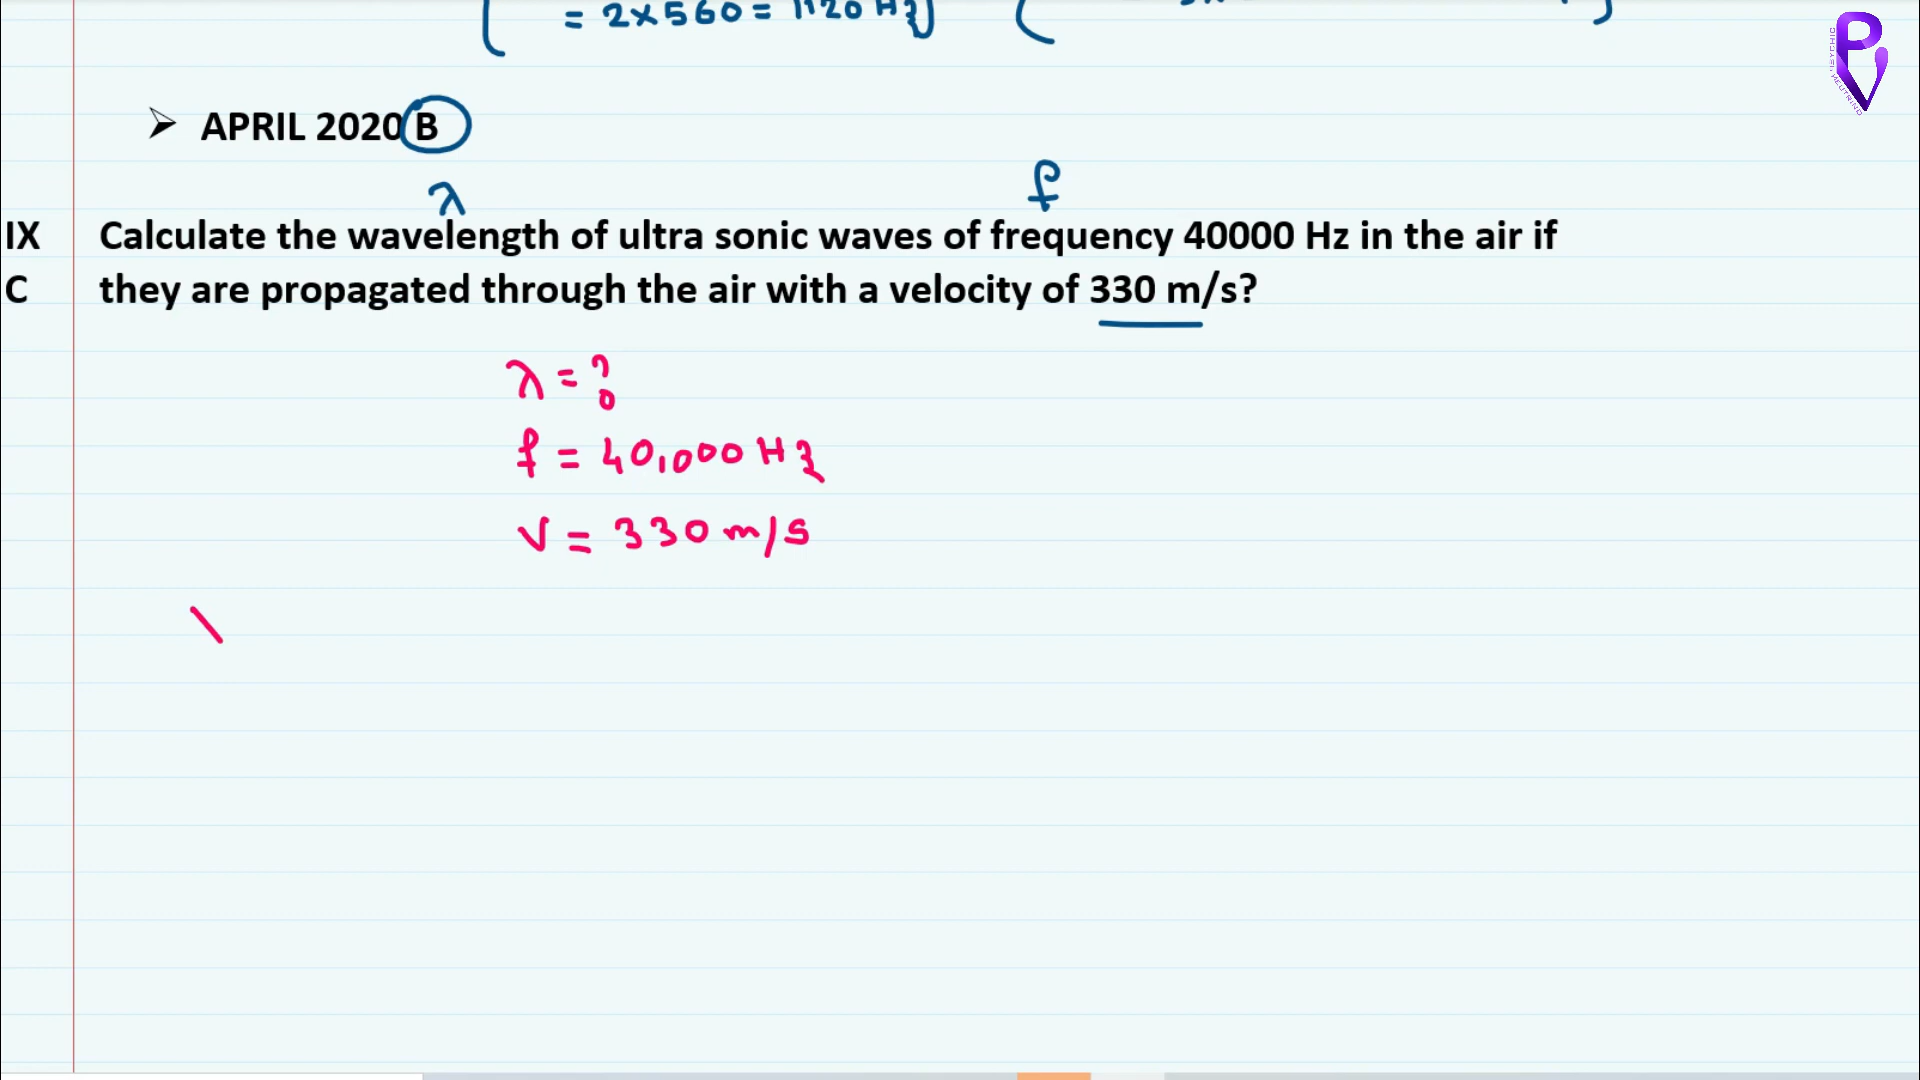 = 2×560 = 1120 Hz
➢ APRIL 2020 B
λ f
IX Calculate the wavelength of ultra sonic waves of frequency 40000 Hz in the air if
C they are propagated through the air with a velocity of 330 m/s?
λ = ?
f = 40,000 Hz
V = 330 m/s